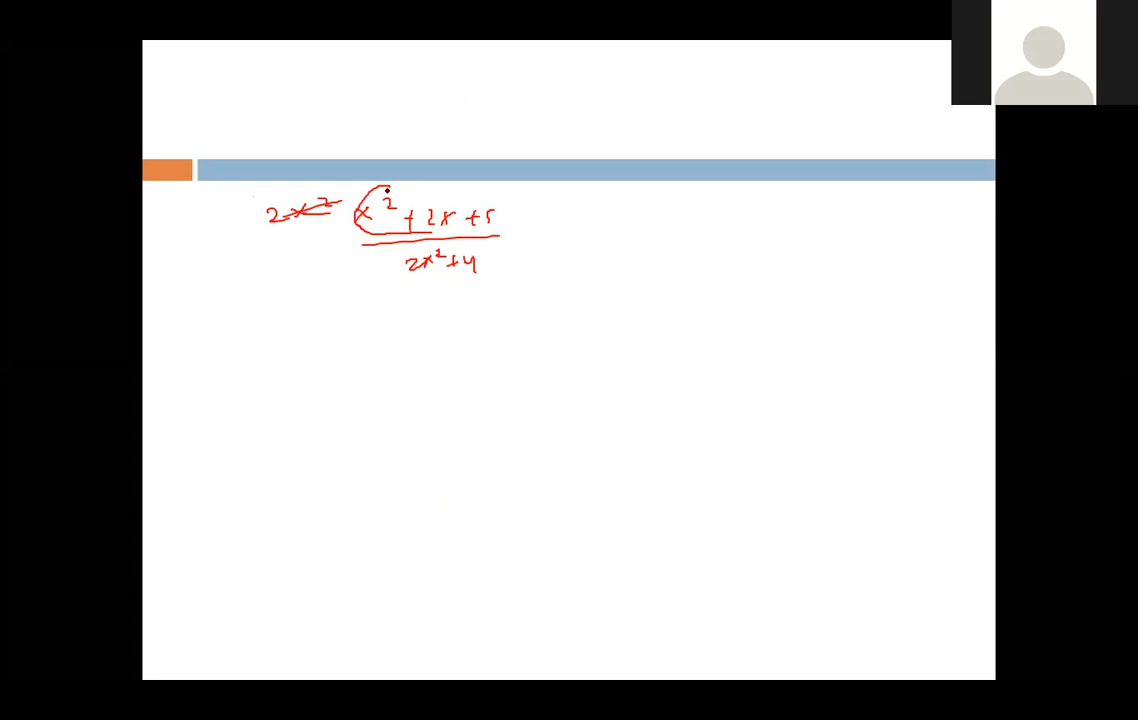 2x² x² + 2x + 5
2x² + 4